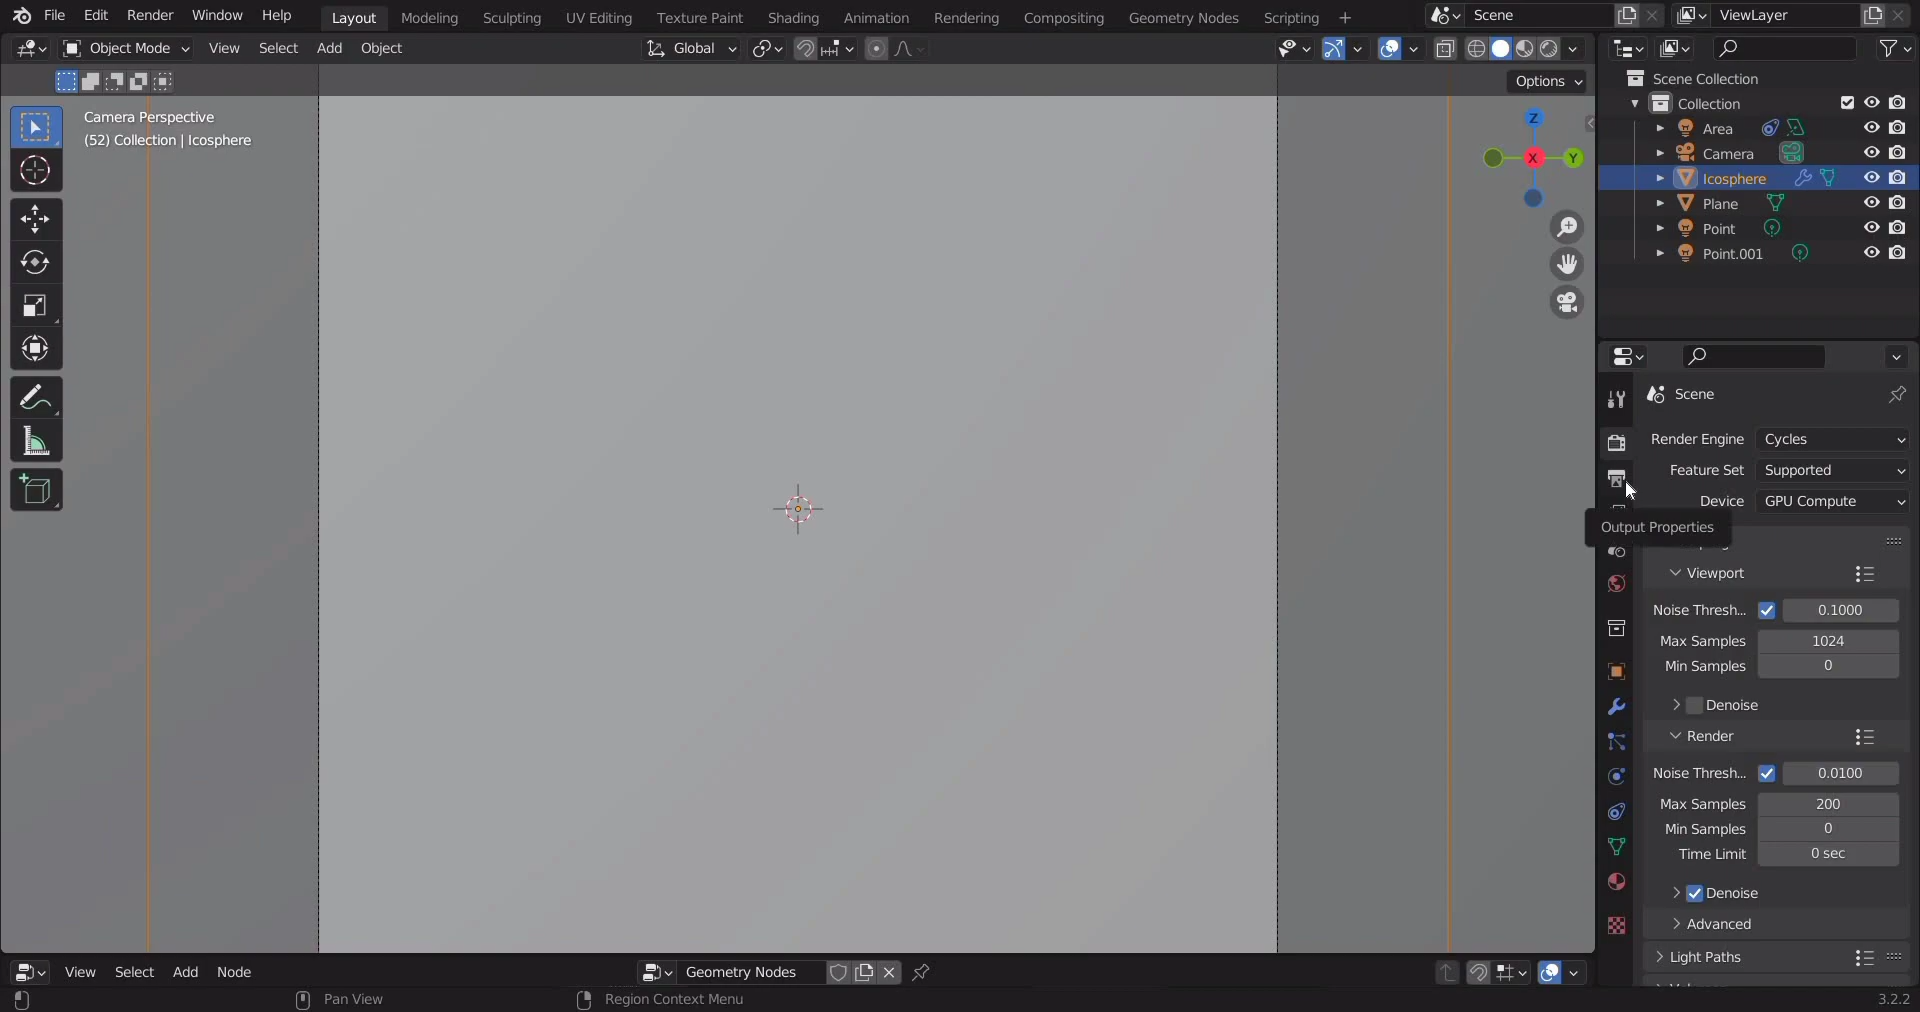 File Edit Render Window Help
Layout Modeling Sculpting UV Editing Texture Paint Shading Animation Rendering Compositing Geometry Nodes Scripting +
Scene
ViewLayer
Object Mode View Select Add Object
Global
Options
Camera Perspective
(52) Collection | Icosphere
Z
X
Y
Scene Collection
Collection
Area
Camera
Icosphere
Plane
Point
Point.001
Scene
Render Engine Cycles
Feature Set Supported
Device GPU Compute
Output Properties
Viewport
Noise Thresh... 0.1000
Max Samples 1024
Min Samples 0
Denoise
Render
Noise Thresh... 0.0100
Max Samples 200
Min Samples 0
Time Limit 0 sec
Denoise
Advanced
Light Paths
View Select Add Node
Geometry Nodes
Pan View
Region Context Menu
3.2.2